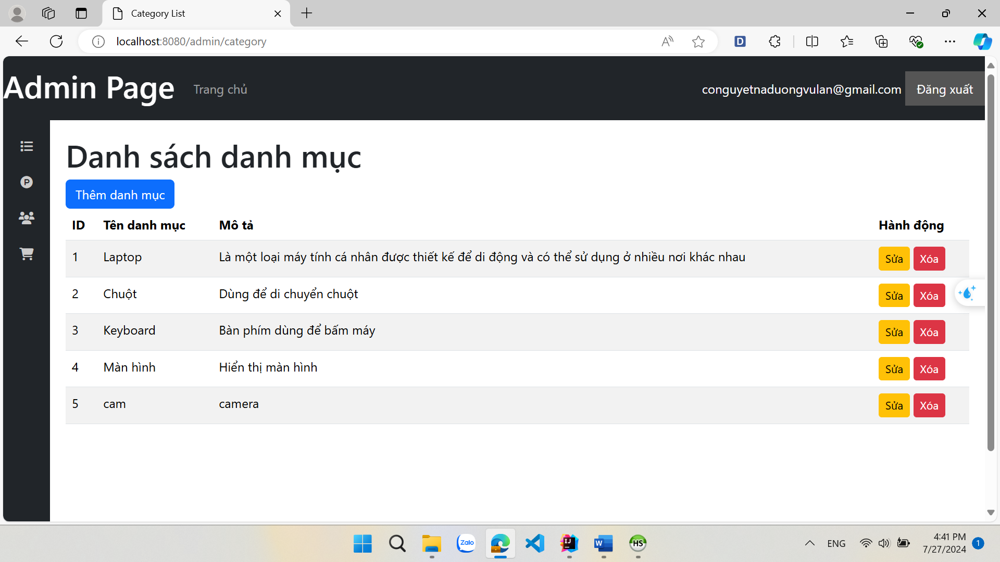 Category List
localhost:8080/admin/category
Admin Page Trang chủ conguyetnaduongvulan@gmail.com Đăng xuất
Danh sách danh mục
Thêm danh mục
ID Tên danh mục Mô tả Hành động
1 Laptop Là một loại máy tính cá nhân được thiết kế để di động và có thể sử dụng ở nhiều nơi khác nhau Sửa Xóa
2 Chuột Dùng để di chuyển chuột Sửa Xóa
3 Keyboard Bàn phím dùng để bấm máy Sửa Xóa
4 Màn hình Hiển thị màn hình Sửa Xóa
5 cam camera Sửa Xóa
Zalo IJ W HS ENG 4:41 PM 1
7/27/2024